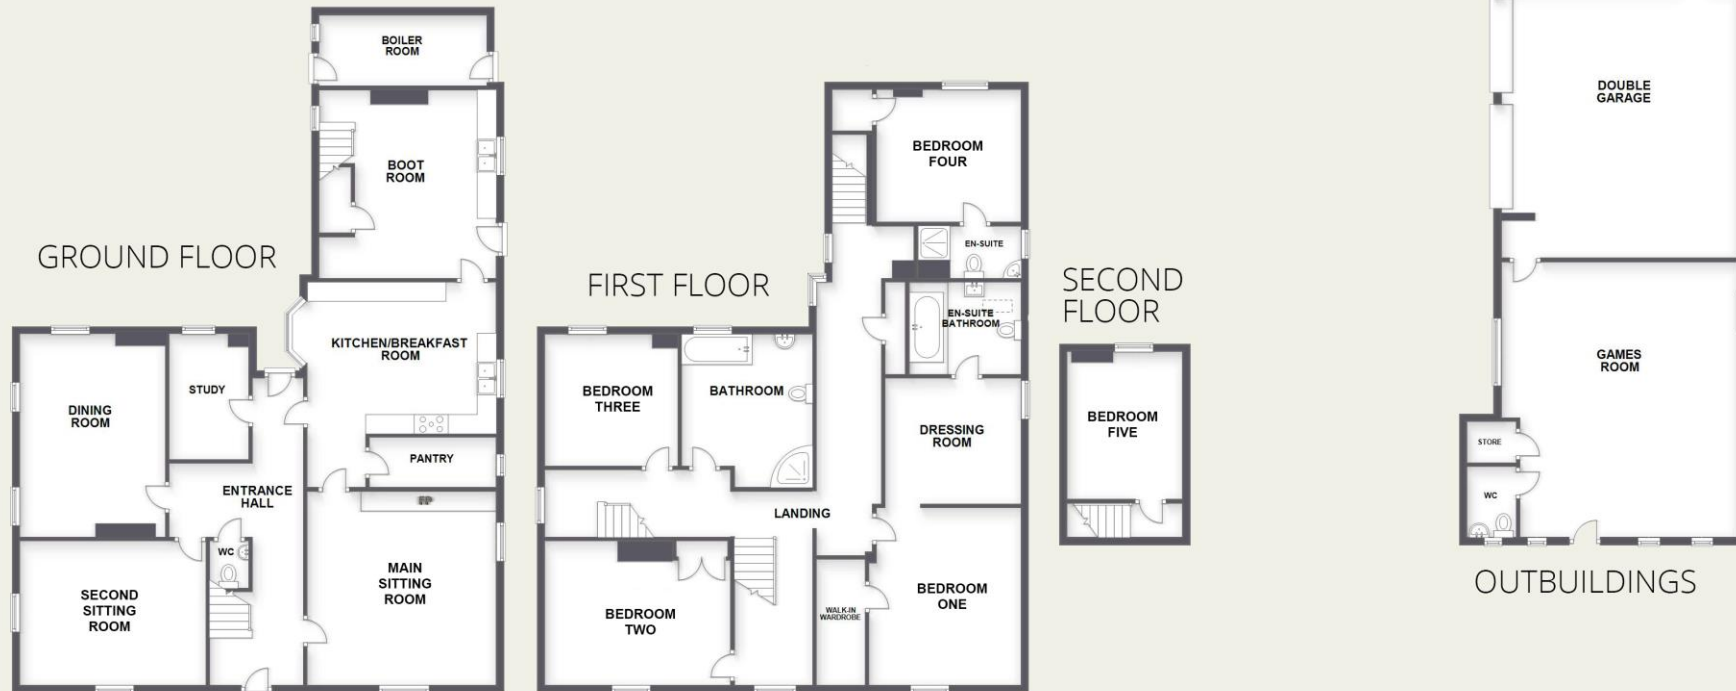 GROUND FLOOR
BOILER
ROOM
BOOT
ROOM
KITCHEN/BREAKFAST
ROOM
STUDY
DINING
ROOM
PANTRY
ENTRANCE
HALL
FP
WC
MAIN
SITTING
ROOM
SECOND
SITTING
ROOM
FIRST FLOOR
BEDROOM
FOUR
EN-SUITE
EN-SUITE
BATHROOM
BEDROOM
THREE
BATHROOM
DRESSING
ROOM
LANDING
BEDROOM
TWO
WALK-IN
WARDROBE
BEDROOM
ONE
SECOND
FLOOR
BEDROOM
FIVE
DOUBLE
GARAGE
GAMES
ROOM
STORE
WC
OUTBUILDINGS